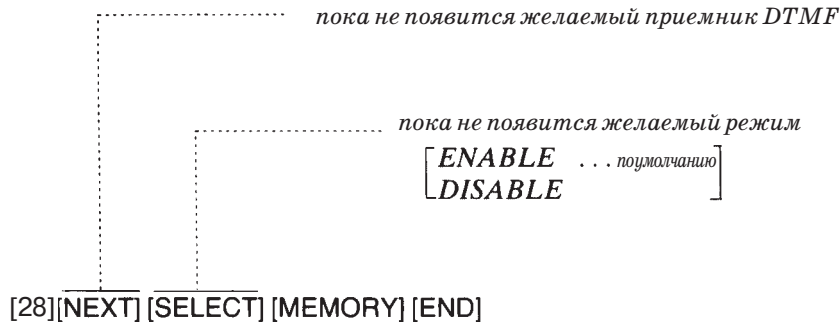 пока не появится желаемый приемник DTMF
пока не появится желаемый режим
ENABLE ... поумолчанию
DISABLE
[28][NEXT] [SELECT] [MEMORY] [END]